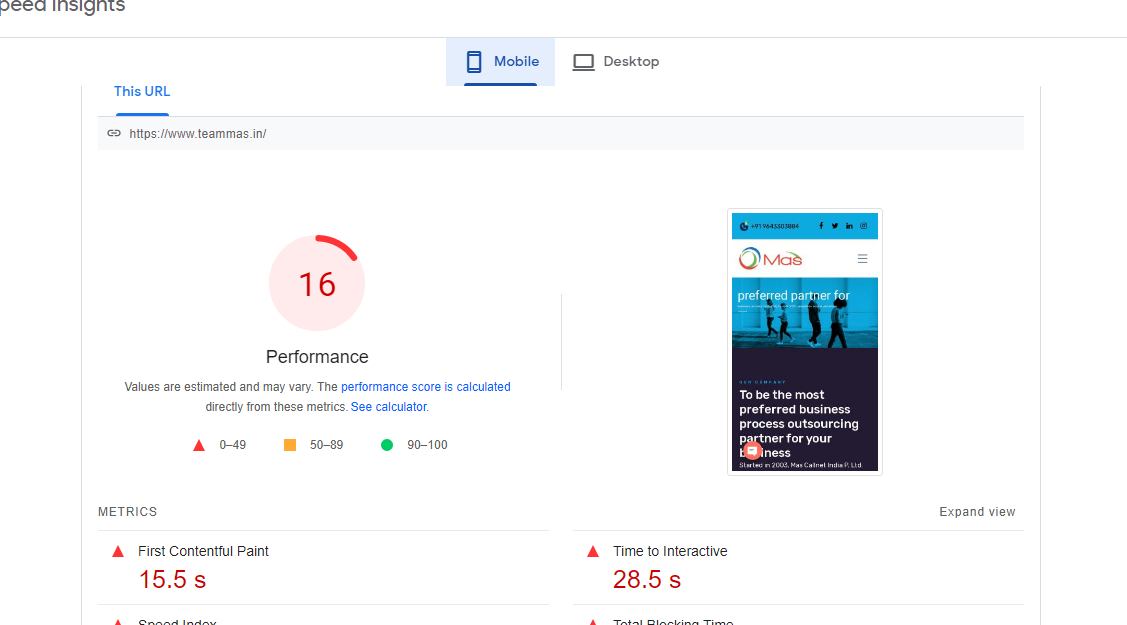 peed Insights
Mobile
Desktop
This URL
https://www.teammas.in/
16
Performance
Values are estimated and may vary. The performance score is calculated
directly from these metrics. See calculator.
0–49
50–89
90–100
+91 9643303884
Mas
preferred partner for
OUR COMPANY
To be the most
preferred business
process outsourcing
partner for your
Started in 2003, Mas Callnet India P. Ltd.
METRICS
Expand view
First Contentful Paint
15.5 s
Time to Interactive
28.5 s
Speed Index
Total Blocking Time